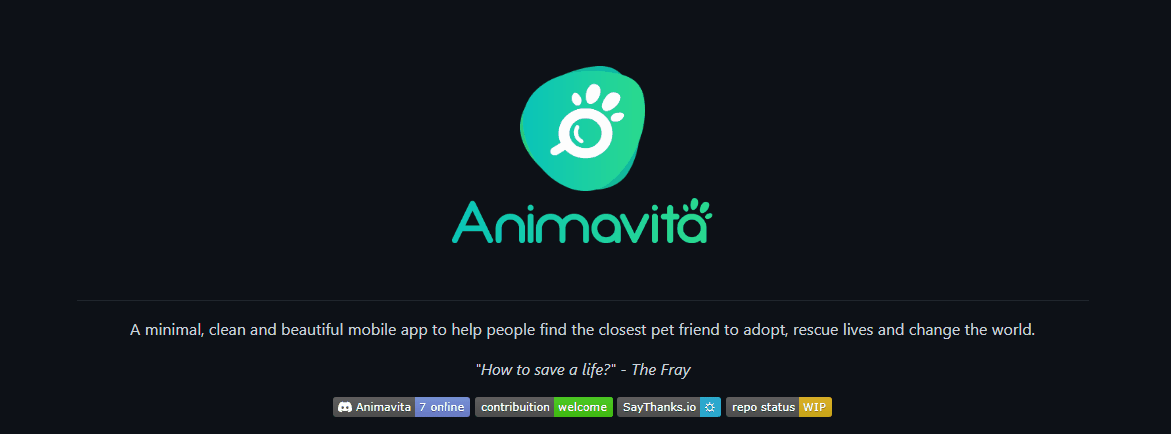 Animavita
A minimal, clean and beautiful mobile app to help people find the closest pet friend to adopt, rescue lives and change the world.
"How to save a life?" - The Fray
Animavita 7 online contribuition welcome SayThanks.io repo status WIP